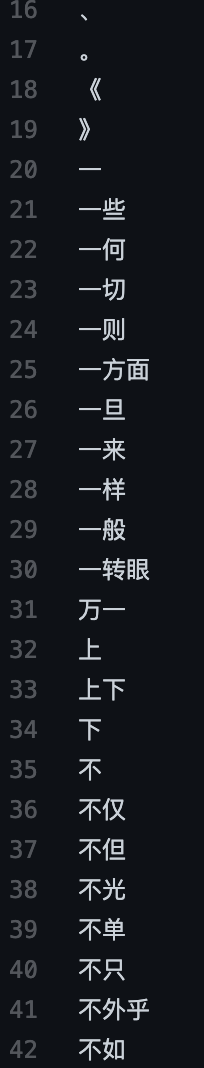 16 、
17 。
18 《
19 》
20 一
21 一些
22 一何
23 一切
24 一则
25 一方面
26 一旦
27 一来
28 一样
29 一般
30 一转眼
31 万一
32 上
33 上下
34 下
35 不
36 不仅
37 不但
38 不光
39 不单
40 不只
41 不外乎
42 不如